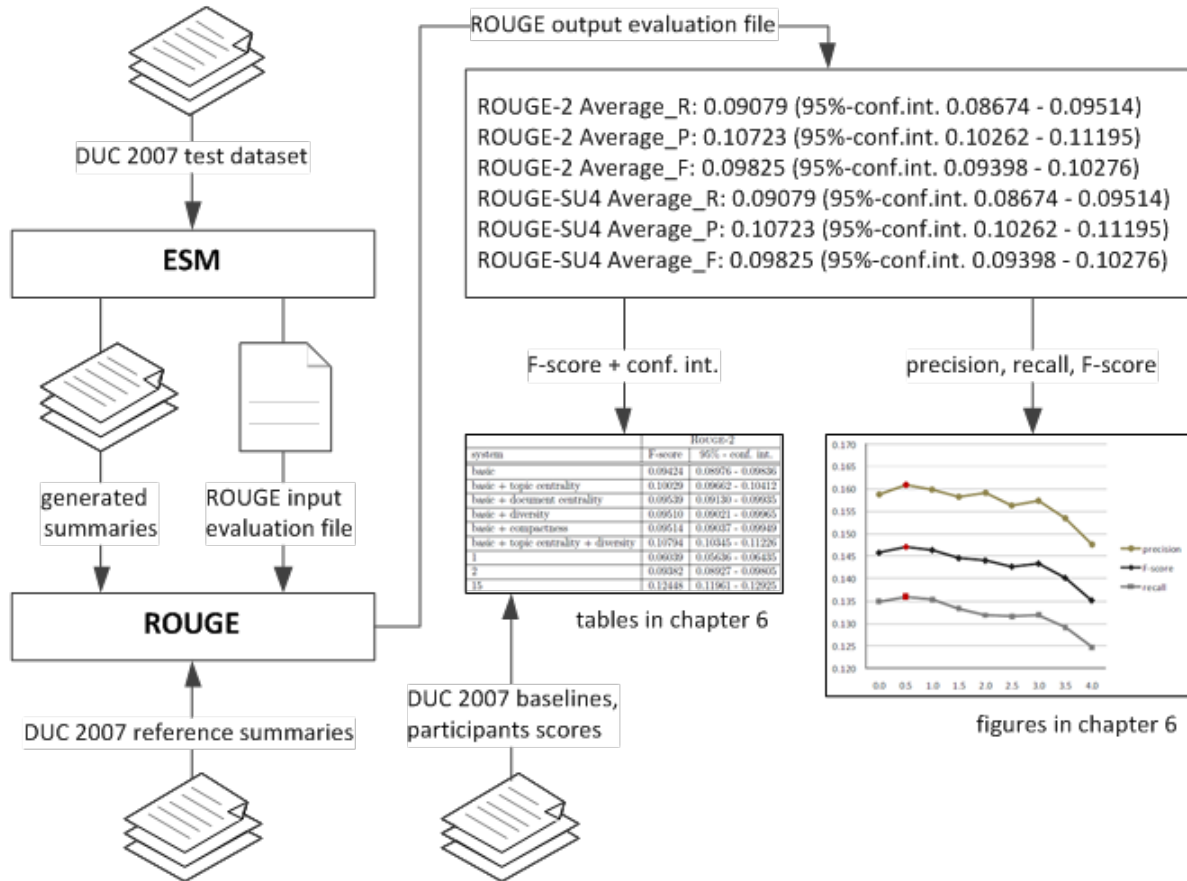 ROUGE output evaluation file
DUC 2007 test dataset
ROUGE-2 Average_R: 0.09079 (95%-conf.int. 0.08674 - 0.09514)
ROUGE-2 Average_P: 0.10723 (95%-conf.int. 0.10262 - 0.11195)
ROUGE-2 Average_F: 0.09825 (95%-conf.int. 0.09398 - 0.10276)
ROUGE-SU4 Average_R: 0.09079 (95%-conf.int. 0.08674 - 0.09514)
ROUGE-SU4 Average_P: 0.10723 (95%-conf.int. 0.10262 - 0.11195)
ROUGE-SU4 Average_F: 0.09825 (95%-conf.int. 0.09398 - 0.10276)
ESM
generated
summaries
ROUGE input
evaluation file
F-score + conf. int.
precision, recall, F-score
ROUGE-2
system F-score 95% - conf. int.
basic 0.09424 0.08976 - 0.09836
basic + topic centrality 0.10029 0.09662 - 0.10412
basic + document centrality 0.09539 0.09130 - 0.09935
basic + diversity 0.09510 0.09021 - 0.09965
basic + compactness 0.09514 0.09037 - 0.09949
basic + topic centrality + diversity 0.10794 0.10345 - 0.11226
1 0.06039 0.05636 - 0.06435
2 0.09382 0.08927 - 0.09805
15 0.12448 0.11961 - 0.12925
tables in chapter 6
0.170
0.165
0.160
0.155
0.150
0.145
0.140
0.135
0.130
0.125
0.120
0.0 0.5 1.0 1.5 2.0 2.5 3.0 3.5 4.0
precision
F-score
recall
figures in chapter 6
ROUGE
DUC 2007 reference summaries
DUC 2007 baselines,
participants scores